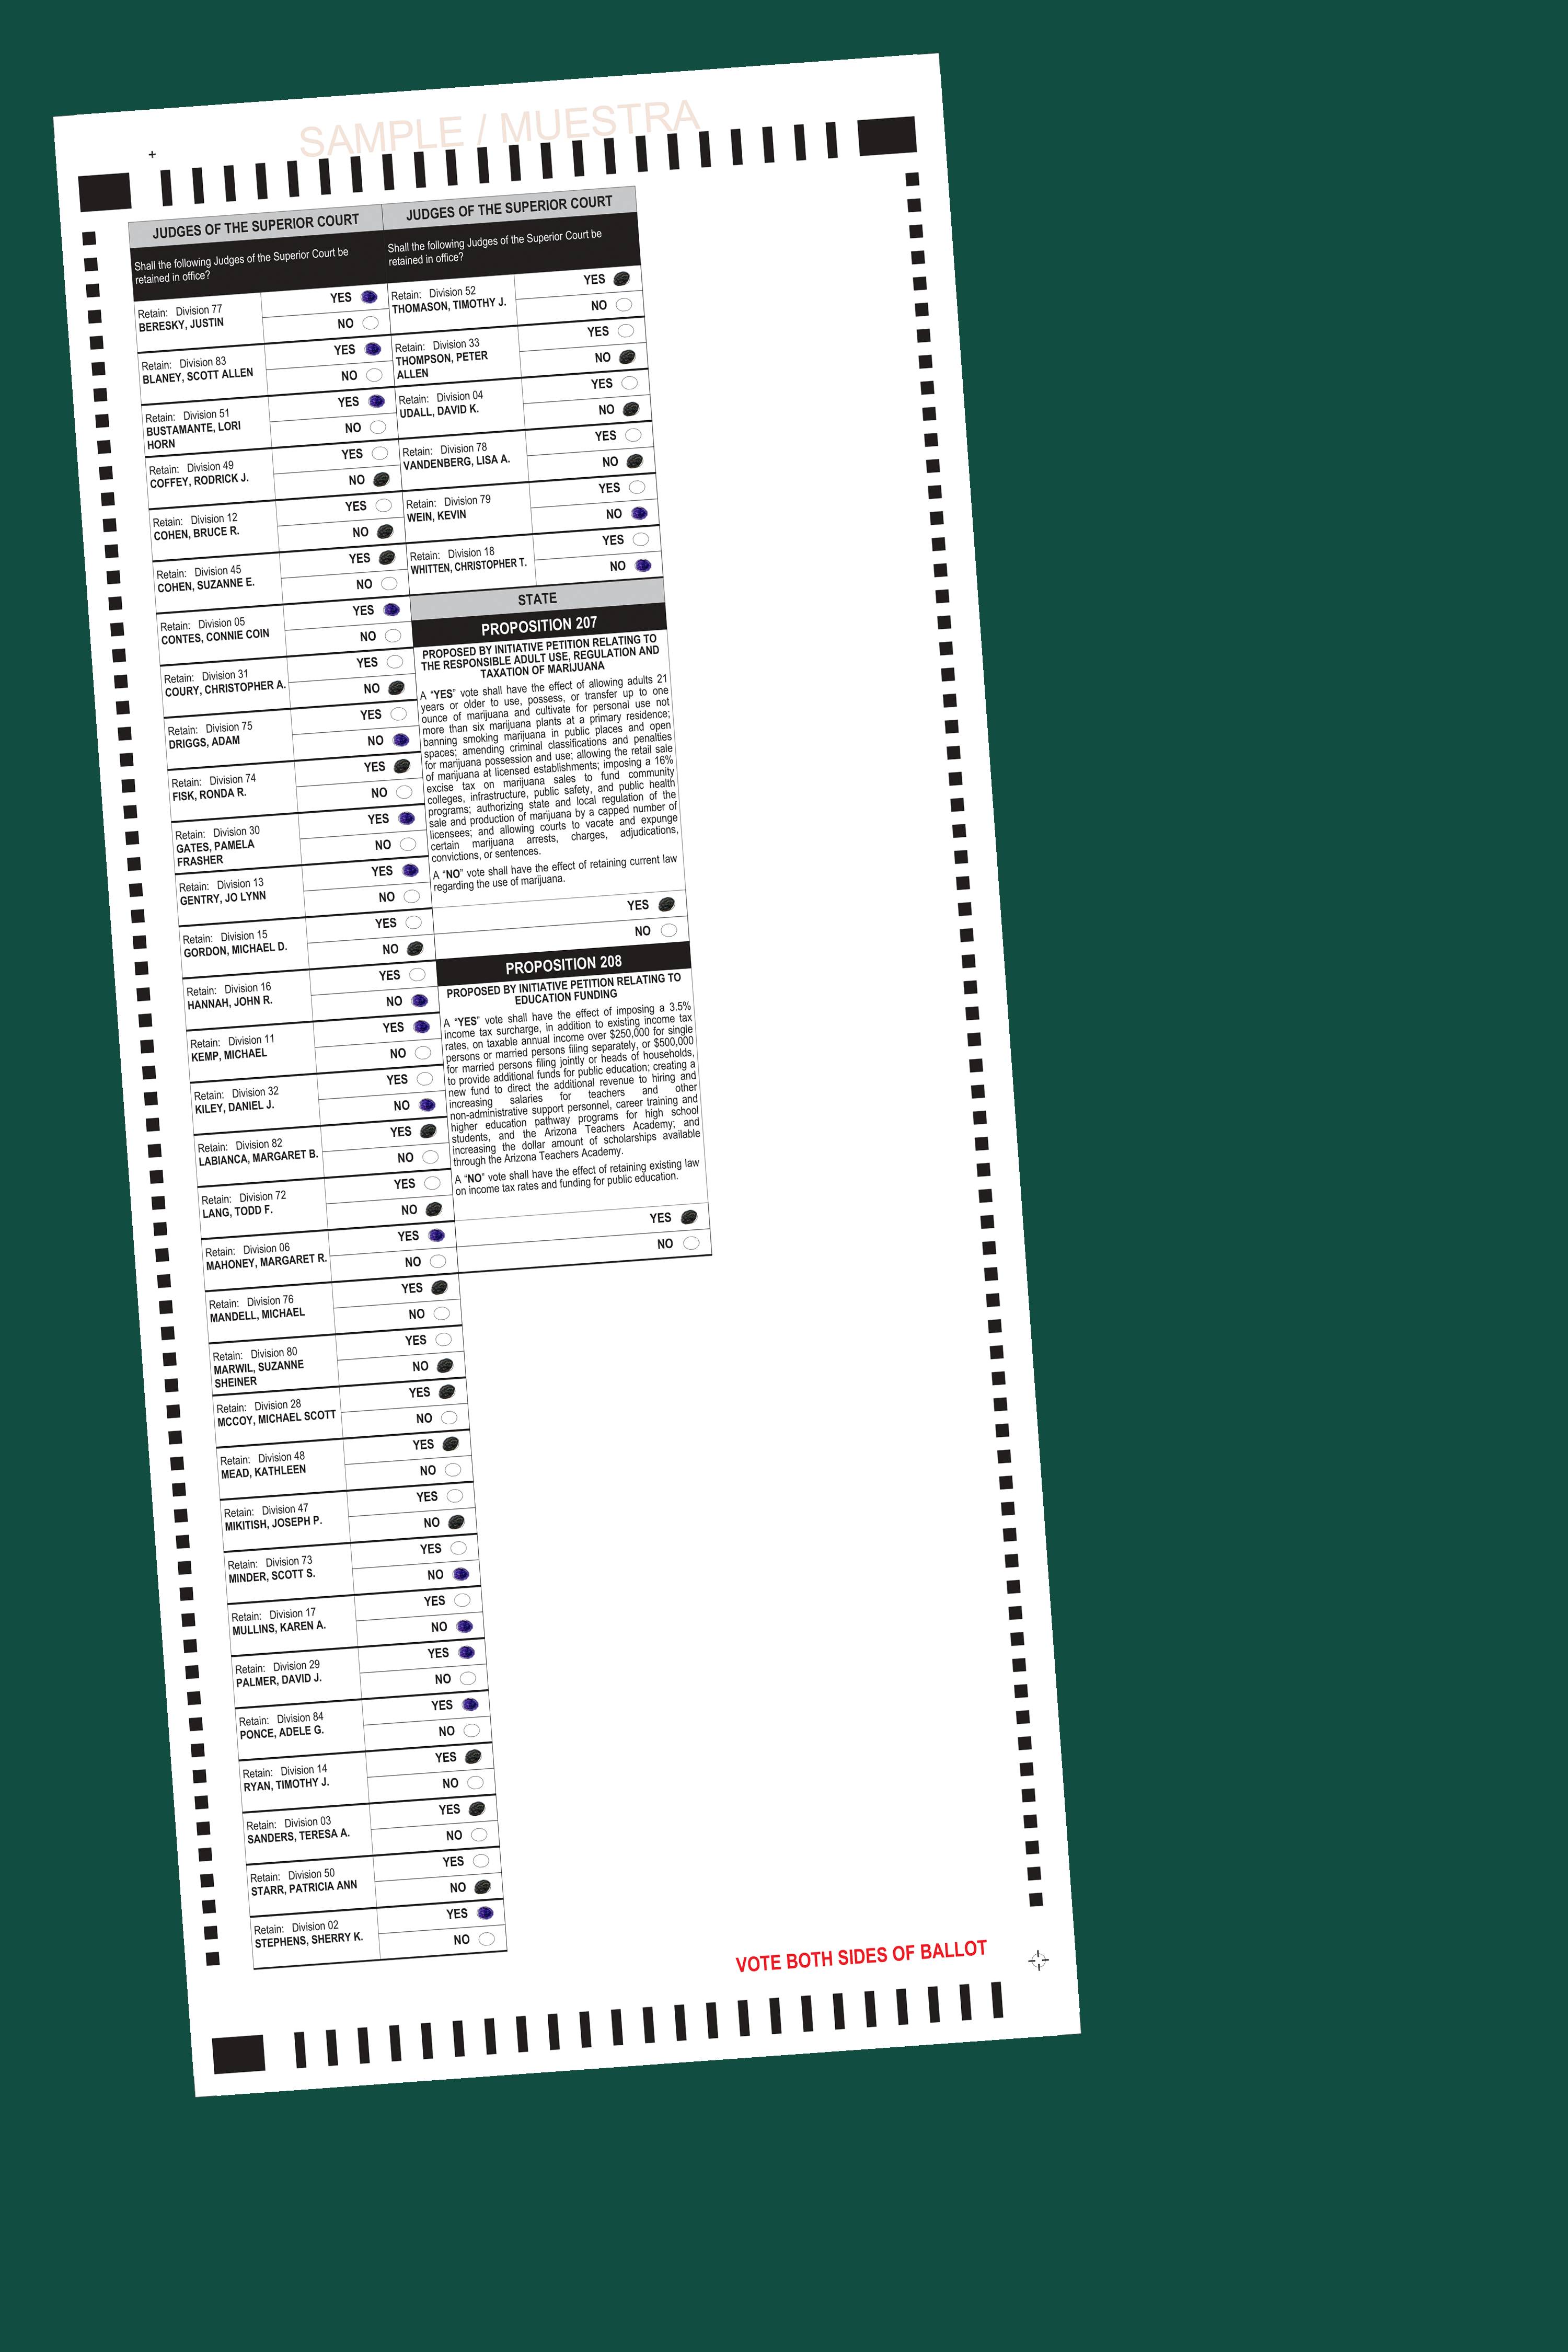 SAMPLE / MUESTRA
JUDGES OF THE SUPERIOR COURT
Shall the following Judges of the Superior Court be
retained in office?
Retain: Division 77
BERESKY, JUSTIN
YES
NO
Retain: Division 83
BLANEY, SCOTT ALLEN
YES
NO
Retain: Division 51
BUSTAMANTE, LORI
HORN
YES
NO
Retain: Division 49
COFFEY, RODRICK J.
YES
NO
Retain: Division 12
COHEN, BRUCE R.
YES
NO
Retain: Division 45
COHEN, SUZANNE E.
YES
NO
Retain: Division 05
CONTES, CONNIE COIN
YES
NO
Retain: Division 31
COURY, CHRISTOPHER A.
YES
NO
Retain: Division 75
DRIGGS, ADAM
YES
NO
Retain: Division 74
FISK, RONDA R.
YES
NO
Retain: Division 30
GATES, PAMELA
FRASHER
YES
NO
Retain: Division 13
GENTRY, JO LYNN
YES
NO
Retain: Division 15
GORDON, MICHAEL D.
YES
NO
Retain: Division 16
HANNAH, JOHN R.
YES
NO
Retain: Division 11
KEMP, MICHAEL
YES
NO
Retain: Division 32
KILEY, DANIEL J.
YES
NO
Retain: Division 82
LABIANCA, MARGARET B.
YES
NO
Retain: Division 72
LANG, TODD F.
YES
NO
Retain: Division 06
MAHONEY, MARGARET R.
YES
NO
Retain: Division 76
MANDELL, MICHAEL
YES
NO
Retain: Division 80
MARWIL, SUZANNE
SHEINER
YES
NO
Retain: Division 28
MCCOY, MICHAEL SCOTT
YES
NO
Retain: Division 48
MEAD, KATHLEEN
YES
NO
Retain: Division 47
MIKITISH, JOSEPH P.
YES
NO
Retain: Division 73
MINDER, SCOTT S.
YES
NO
Retain: Division 17
MULLINS, KAREN A.
YES
NO
Retain: Division 29
PALMER, DAVID J.
YES
NO
Retain: Division 84
PONCE, ADELE G.
YES
NO
Retain: Division 14
RYAN, TIMOTHY J.
YES
NO
Retain: Division 03
SANDERS, TERESA A.
YES
NO
Retain: Division 50
STARR, PATRICIA ANN
YES
NO
Retain: Division 02
STEPHENS, SHERRY K.
YES
NO
JUDGES OF THE SUPERIOR COURT
Shall the following Judges of the Superior Court be
retained in office?
Retain: Division 52
THOMASON, TIMOTHY J.
YES
NO
Retain: Division 33
THOMPSON, PETER
ALLEN
YES
NO
Retain: Division 04
UDALL, DAVID K.
YES
NO
Retain: Division 78
VANDENBERG, LISA A.
YES
NO
Retain: Division 79
WEIN, KEVIN
YES
NO
Retain: Division 18
WHITTEN, CHRISTOPHER T.
YES
NO
STATE
PROPOSITION 207
PROPOSED BY INITIATIVE PETITION RELATING TO
THE RESPONSIBLE ADULT USE, REGULATION AND
TAXATION OF MARIJUANA
A “YES” vote shall have the effect of allowing adults 21
years or older to use, possess, or transfer up to one
ounce of marijuana and cultivate for personal use not
more than six marijuana plants at a primary residence;
banning smoking marijuana in public places and open
spaces; amending criminal classifications and penalties
for marijuana possession and use; allowing the retail sale
of marijuana at licensed establishments; imposing a 16%
excise tax on marijuana sales to fund community
colleges, infrastructure, public safety, and public health
programs; authorizing state and local regulation of the
sale and production of marijuana by a capped number of
licensees; and allowing courts to vacate and expunge
certain marijuana arrests, charges, adjudications,
convictions, or sentences.
A “NO” vote shall have the effect of retaining current law
regarding the use of marijuana.
YES
NO
PROPOSITION 208
PROPOSED BY INITIATIVE PETITION RELATING TO
EDUCATION FUNDING
A “YES” vote shall have the effect of imposing a 3.5%
income tax surcharge, in addition to existing income tax
rates, on taxable annual income over $250,000 for single
persons or married persons filing separately, or $500,000
for married persons filing jointly or heads of households,
to provide additional funds for public education; creating a
new fund to direct the additional revenue to hiring and
increasing salaries for teachers and other
non-administrative support personnel, career training and
higher education pathway programs for high school
students, and the Arizona Teachers Academy; and
increasing the dollar amount of scholarships available
through the Arizona Teachers Academy.
A “NO” vote shall have the effect of retaining existing law
on income tax rates and funding for public education.
YES
NO
VOTE BOTH SIDES OF BALLOT